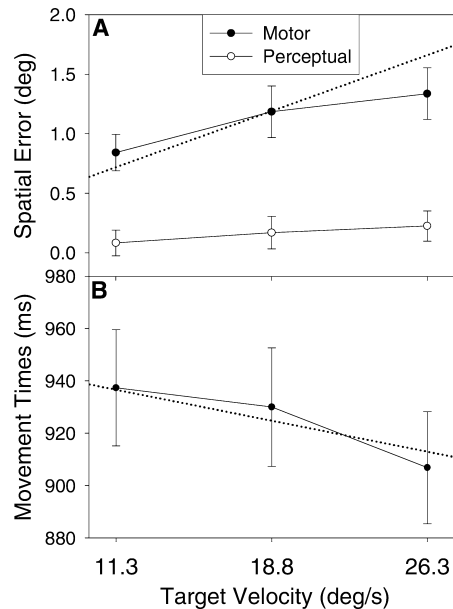 A
Motor
Perceptual
Spatial Error (deg)
2.0
1.5
1.0
0.5
0.0
B
Movement Times (ms)
980
960
940
920
900
880
11.3 18.8 26.3
Target Velocity (deg/s)